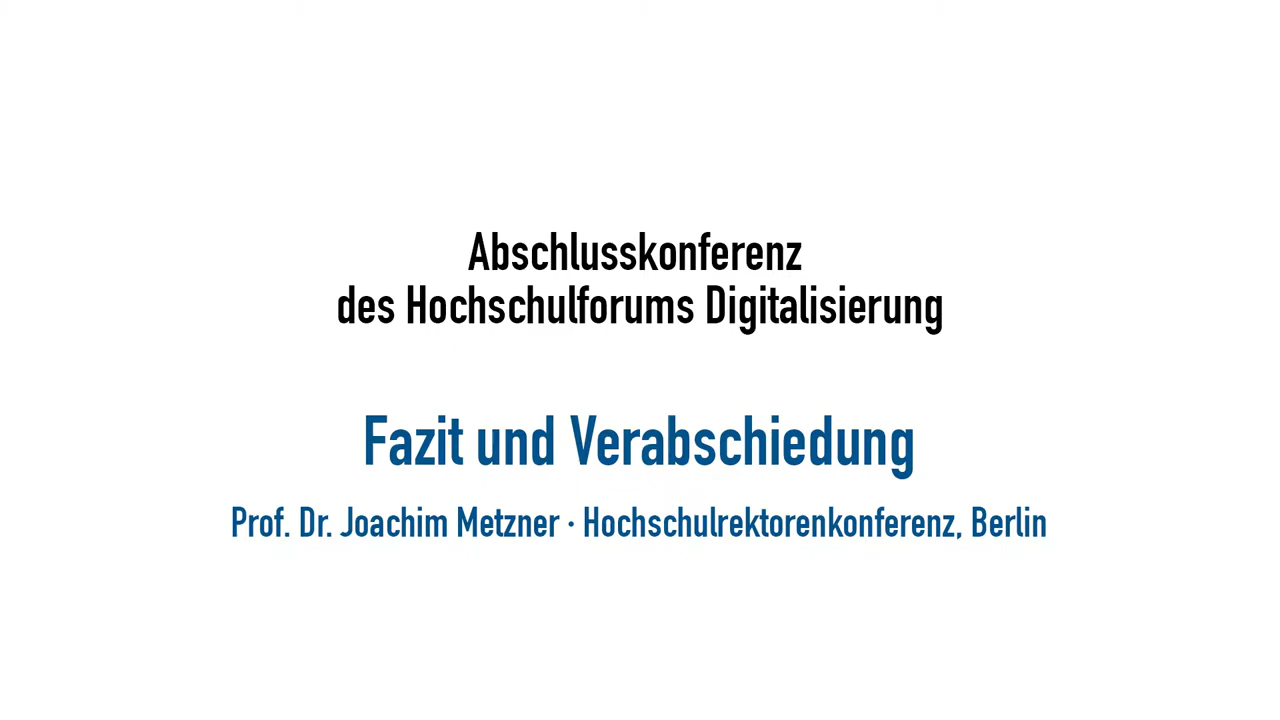 Abschlusskonferenz
des Hochschulforums Digitalisierung
Fazit und Verabschiedung
Prof. Dr. Joachim Metzner · Hochschulrektorenkonferenz, Berlin